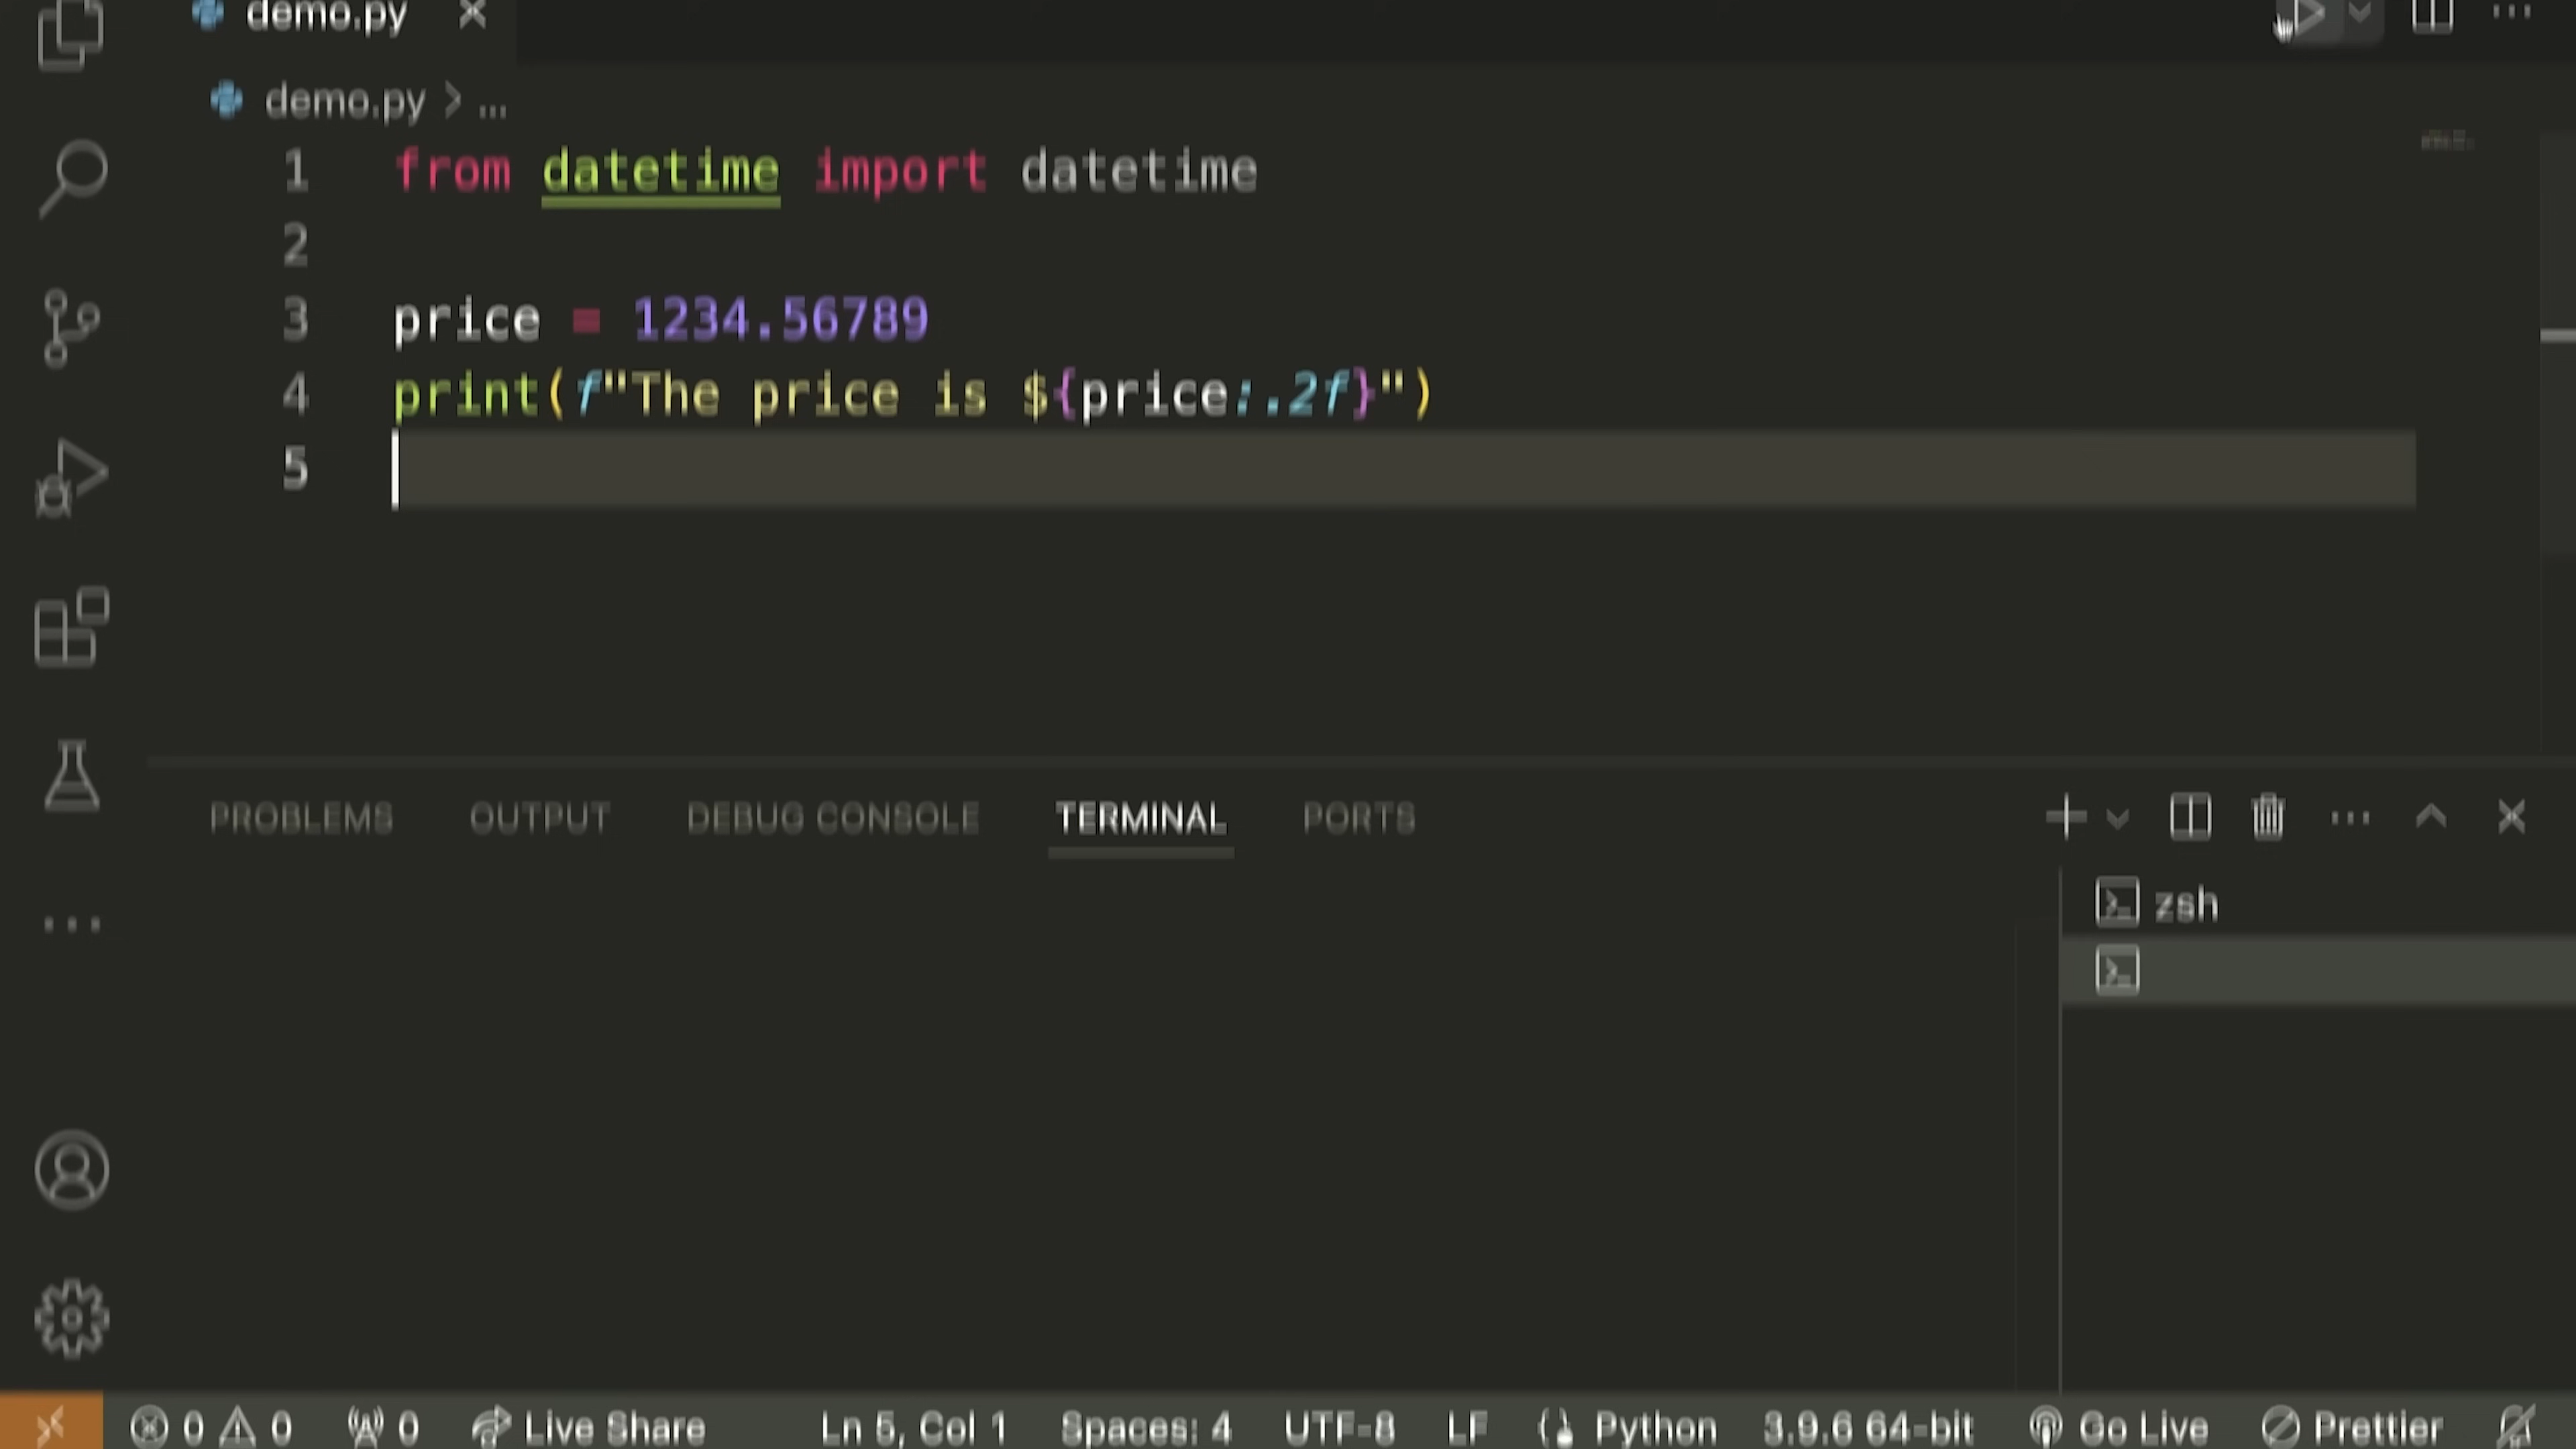 demo.py
demo.py > ...
1 from datetime import datetime
2
3 price = 1234.56789
4 print(f"The price is ${price:.2f}")
5
PROBLEMS OUTPUT DEBUG CONSOLE TERMINAL PORTS
zsh
0 0 0 Live Share Ln 5, Col 1 Spaces: 4 UTF-8 LF Python 3.9.6 64-bit Go Live Prettier